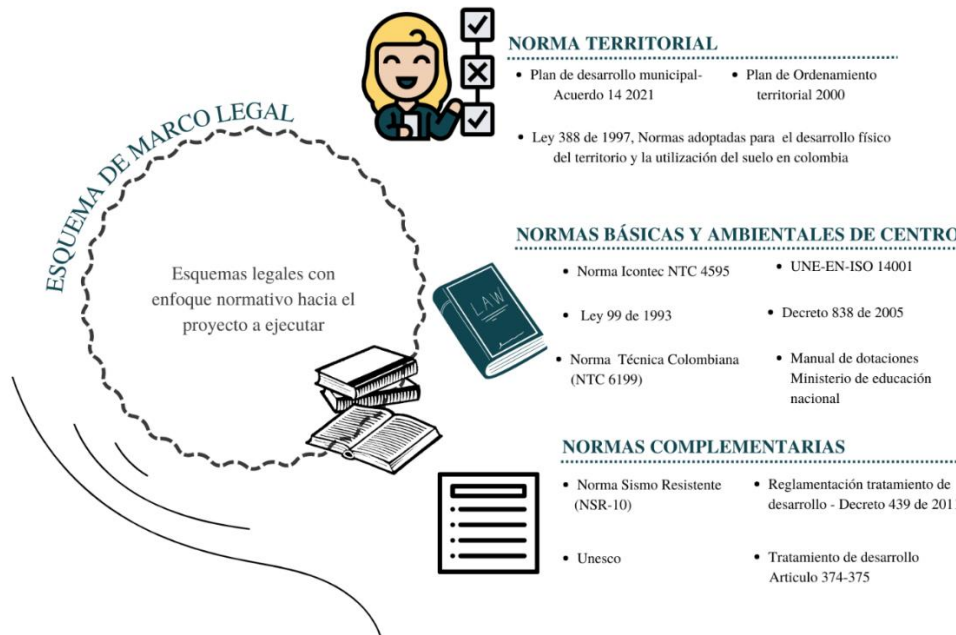 ESQUEMA DE MARCO LEGAL
Esquemas legales con
enfoque normativo hacia el
proyecto a ejecutar
NORMA TERRITORIAL
• Plan de desarrollo municipal-
Acuerdo 14 2021
• Plan de Ordenamiento
territorial 2000
• Ley 388 de 1997, Normas adoptadas para el desarrollo físico
del territorio y la utilización del suelo en colombia
NORMAS BÁSICAS Y AMBIENTALES DE CENTRO
LAW
• Norma Icontec NTC 4595
• UNE-EN-ISO 14001
• Ley 99 de 1993
• Decreto 838 de 2005
• Norma Técnica Colombiana
(NTC 6199)
• Manual de dotaciones
Ministerio de educación
nacional
NORMAS COMPLEMENTARIAS
• Norma Sismo Resistente
(NSR-10)
• Reglamentación tratamiento de
desarrollo - Decreto 439 de 201
• Unesco
• Tratamiento de desarrollo
Articulo 374-375